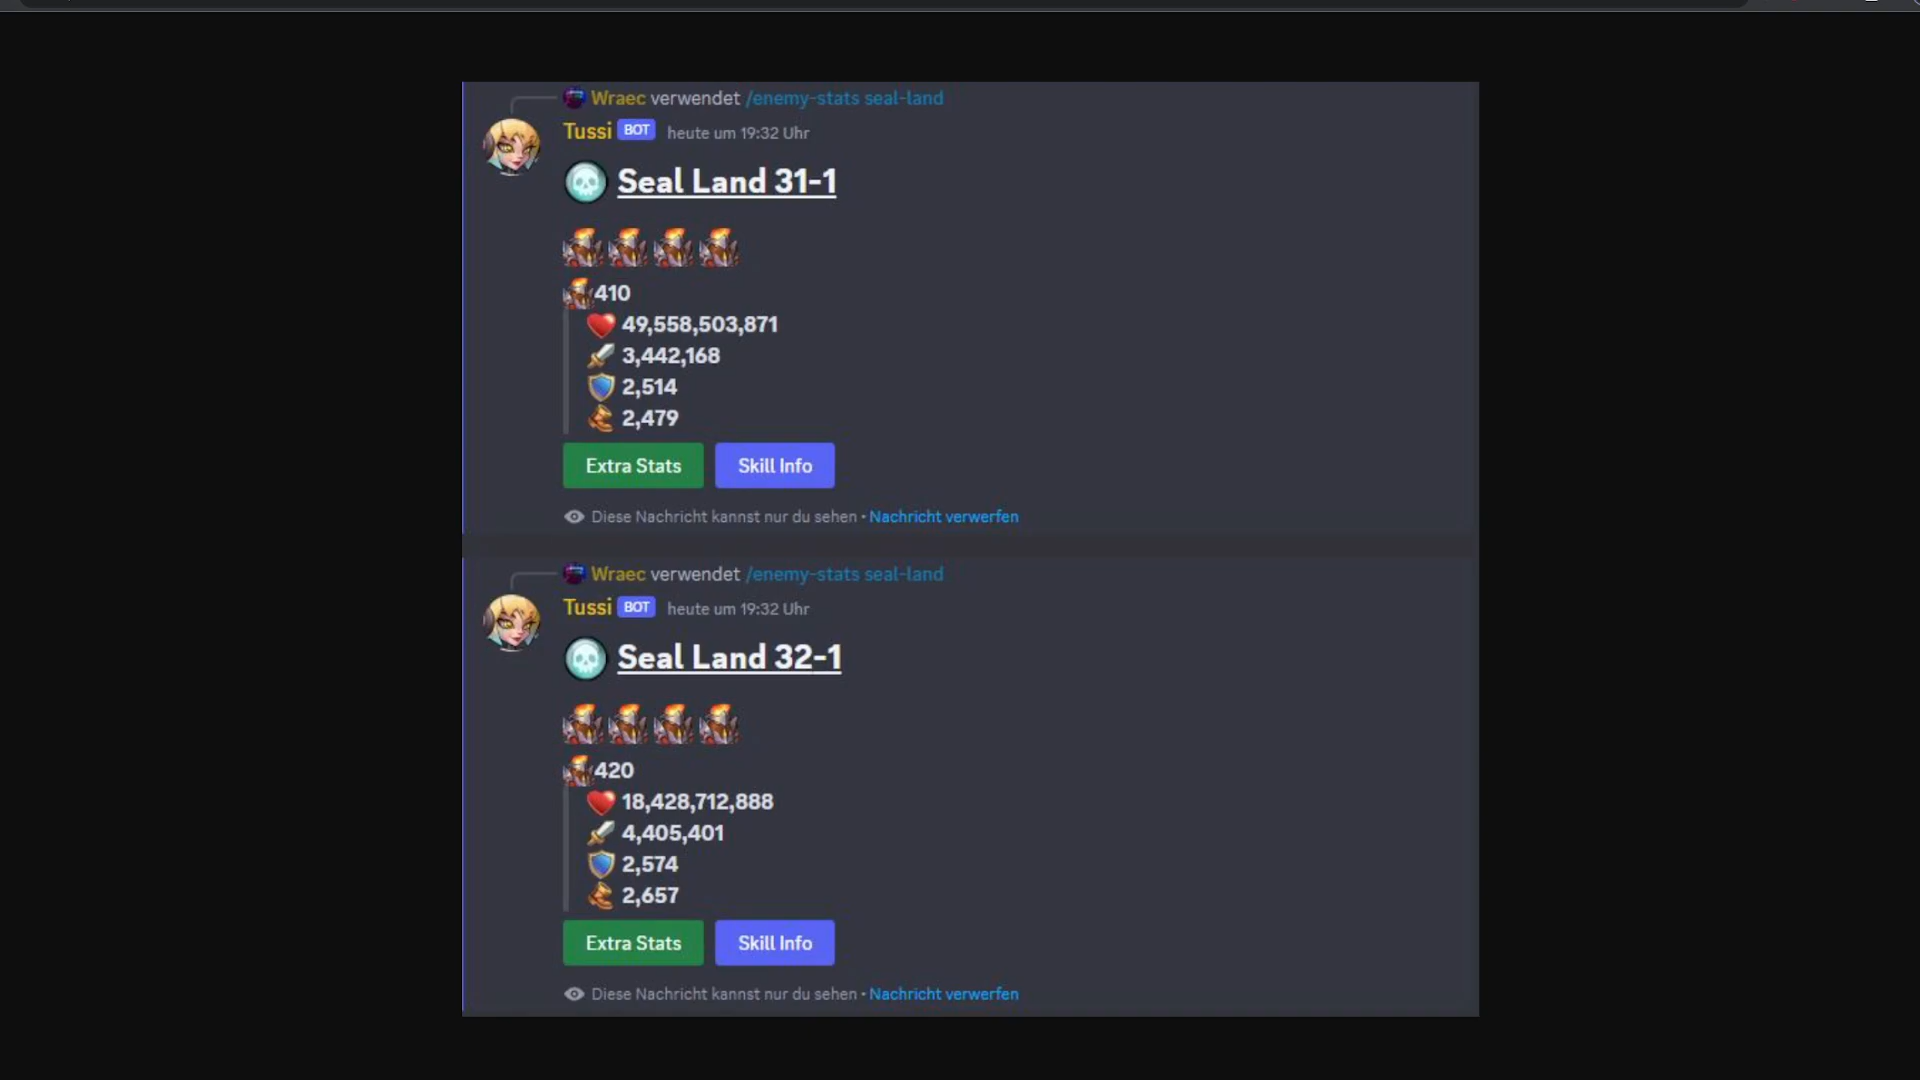 Wraec verwendet /enemy-stats seal-land
Tussi BOT heute um 19:32 Uhr
Seal Land 31-1
410
49,558,503,871
3,442,168
2,514
2,479
Extra Stats Skill Info
Diese Nachricht kannst nur du sehen • Nachricht verwerfen
Wraec verwendet /enemy-stats seal-land
Tussi BOT heute um 19:32 Uhr
Seal Land 32-1
420
18,428,712,888
4,405,401
2,574
2,657
Extra Stats Skill Info
Diese Nachricht kannst nur du sehen • Nachricht verwerfen